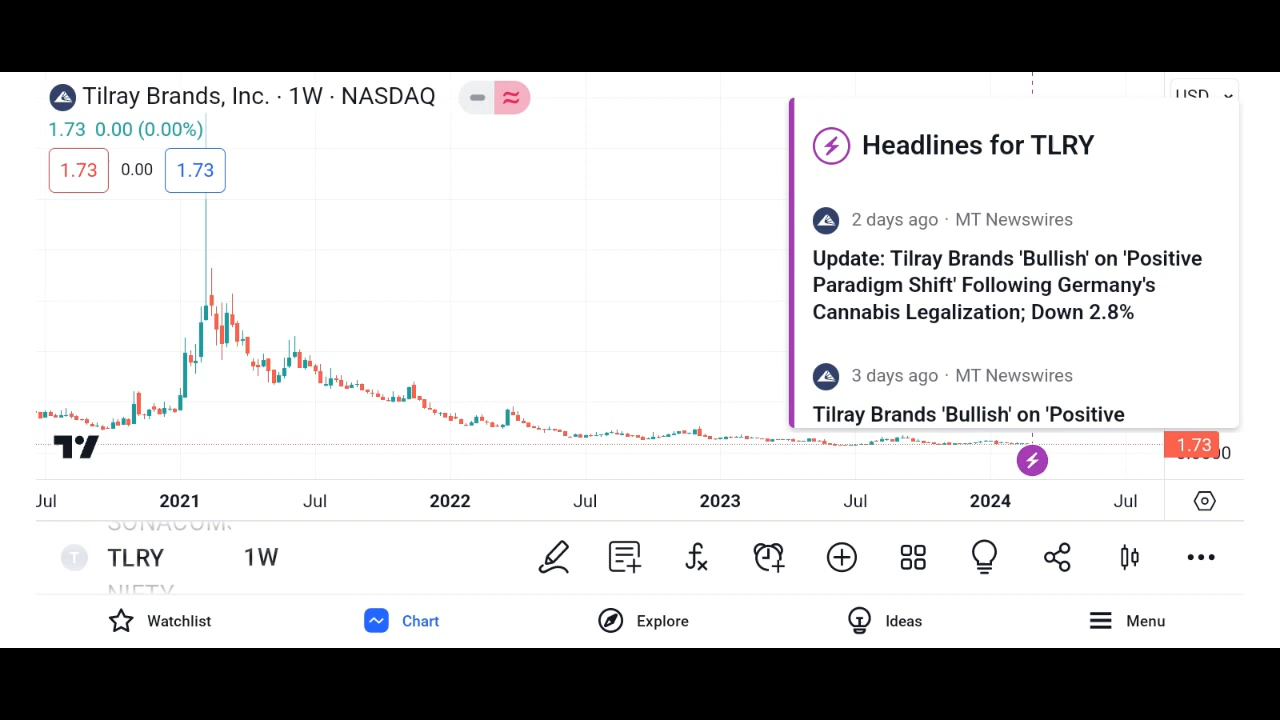 Tilray Brands, Inc. · 1W · NASDAQ
USD
1.73 0.00 (0.00%)
1.73 0.00 1.73
Headlines for TLRY
2 days ago · MT Newswires
Update: Tilray Brands 'Bullish' on 'Positive
Paradigm Shift' Following Germany's
Cannabis Legalization; Down 2.8%
3 days ago · MT Newswires
Tilray Brands 'Bullish' on 'Positive
1.73
Jul 2021 Jul 2022 Jul 2023 Jul 2024 Jul
T TLRY 1W
NIFTY
Watchlist Chart Explore Ideas Menu